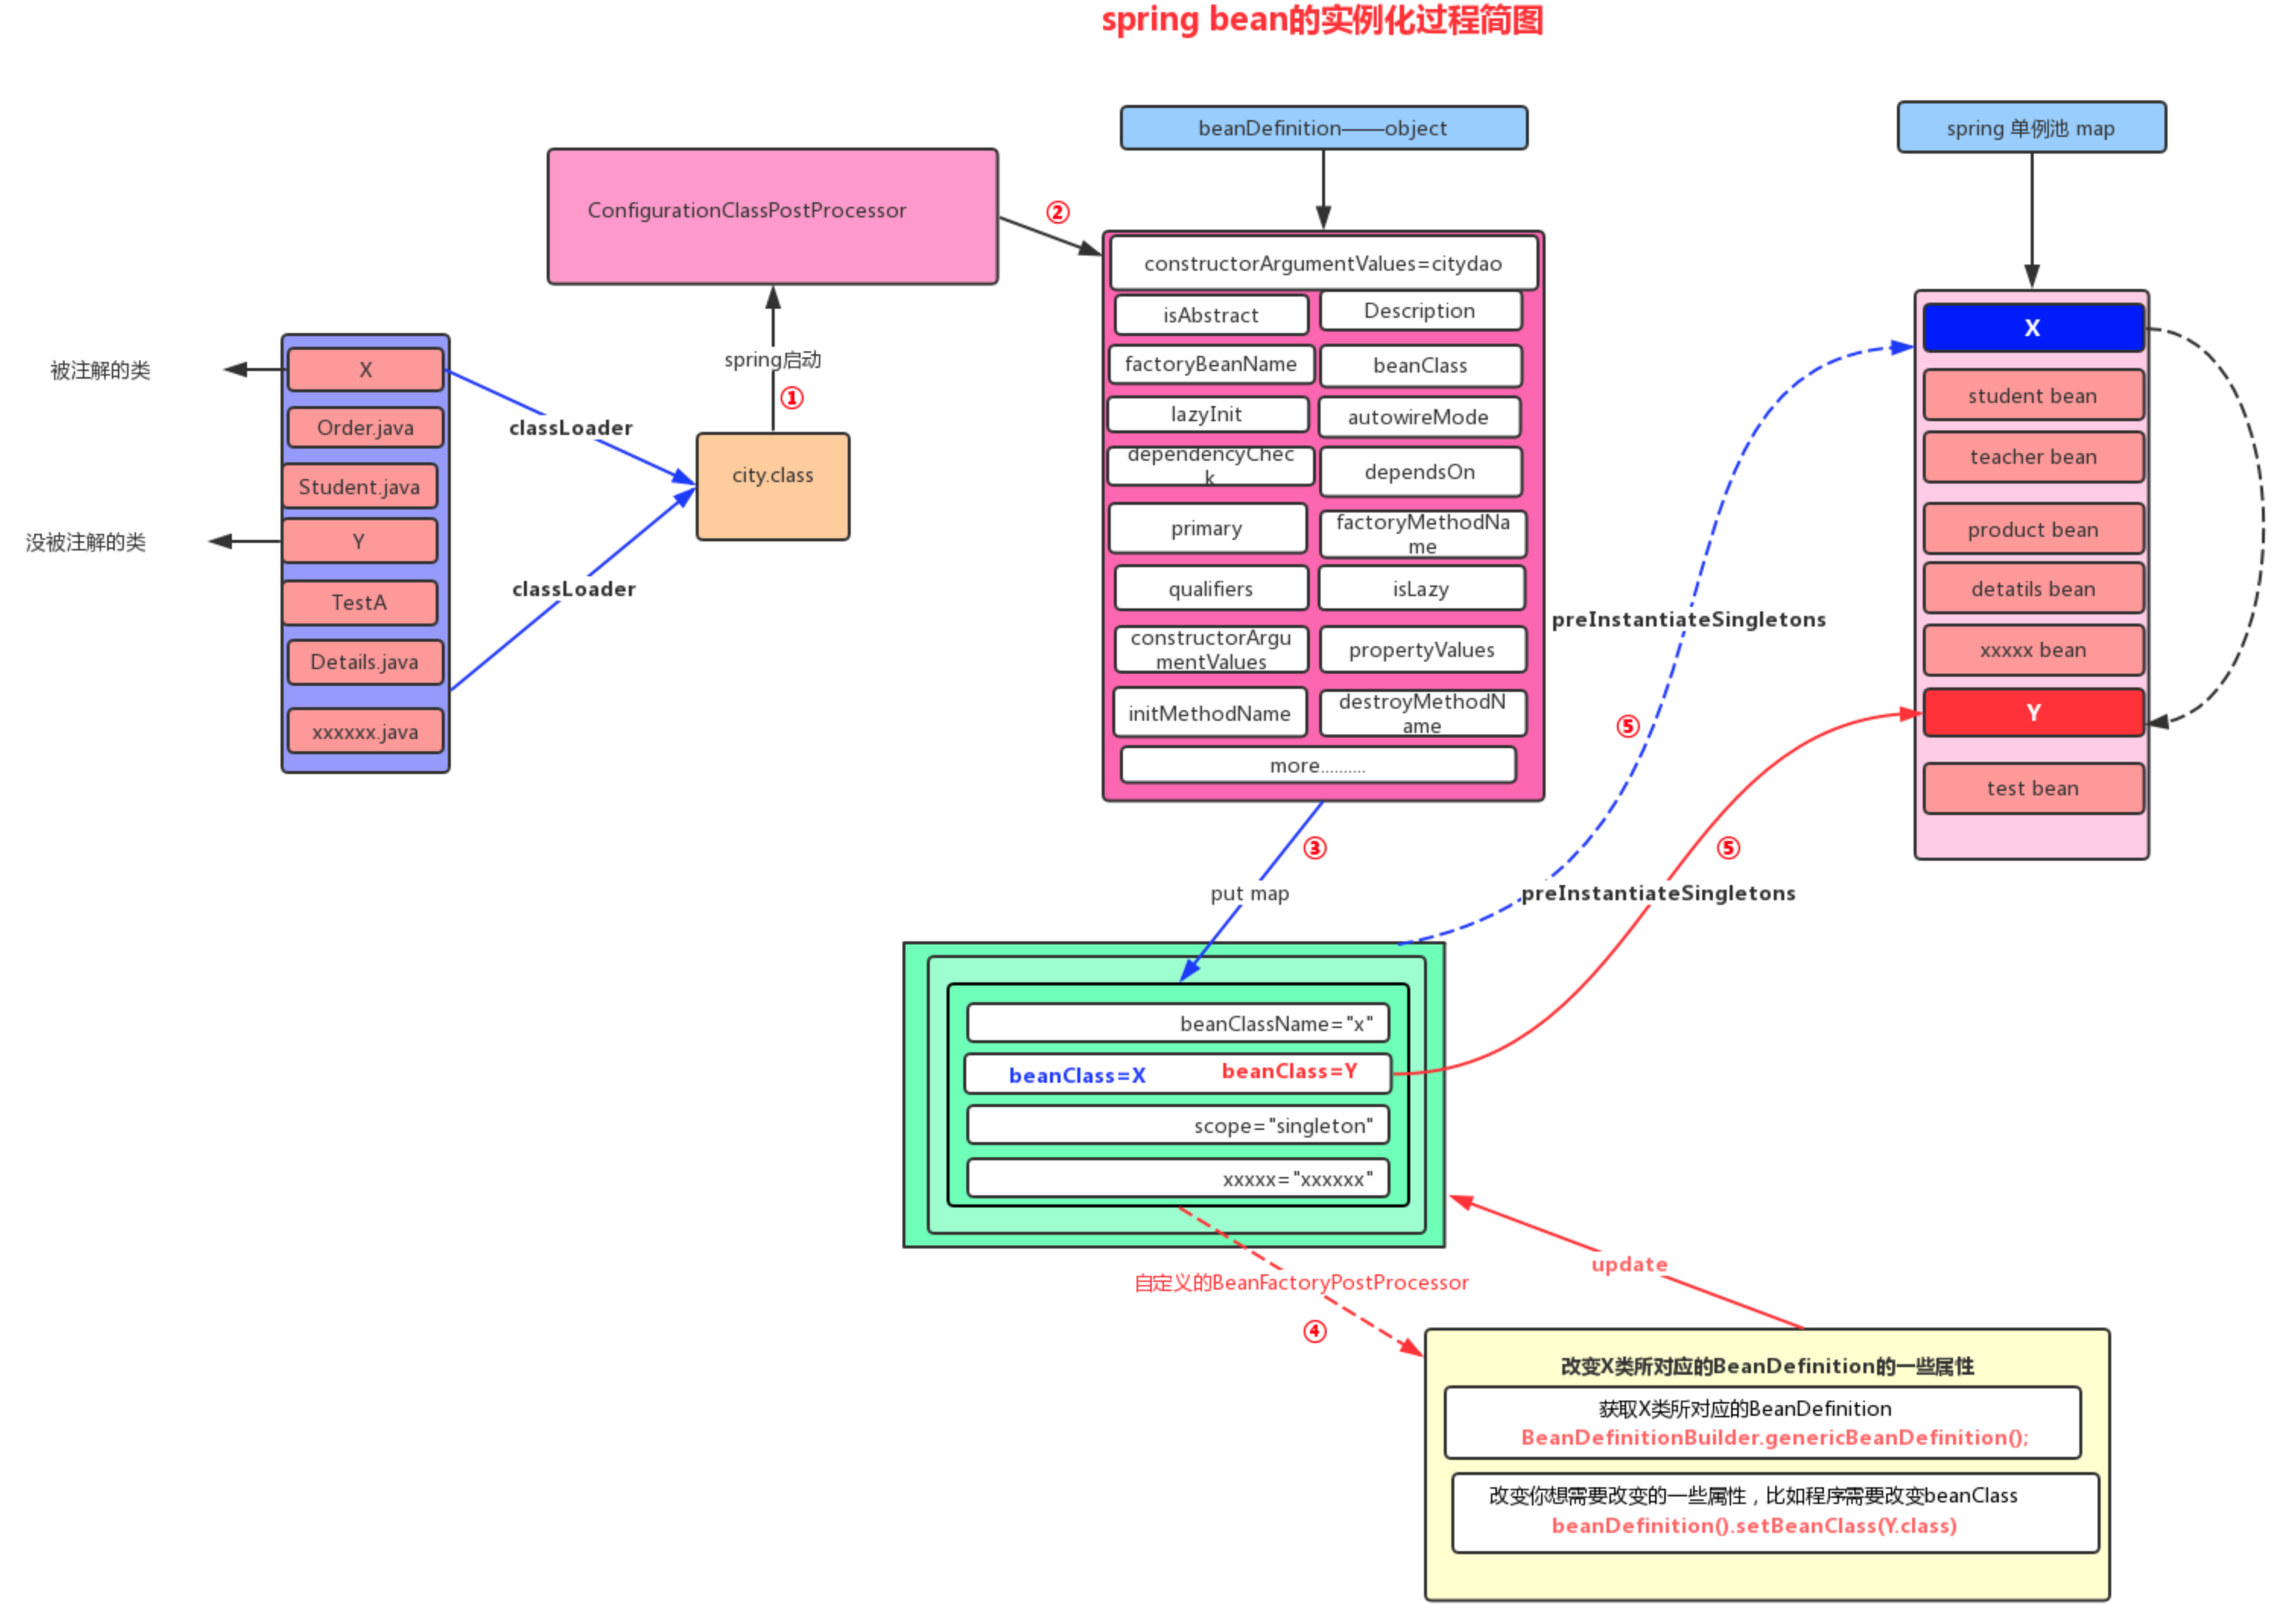 spring bean的实例化过程简图
beanDefinition——object
spring 单例池 map
ConfigurationClassPostProcessor
②
constructorArgumentValues=citydao
isAbstract
Description
factoryBeanName
beanClass
lazyInit
autowireMode
dependencyChec
k
dependsOn
primary
factoryMethodNa
me
qualifiers
isLazy
constructorArgu
mentValues
propertyValues
initMethodName
destroyMethodN
ame
more..........
spring启动
①
被注解的类
没被注解的类
X
Order.java
Student.java
Y
TestA
Details.java
xxxxxx.java
classLoader
classLoader
city.class
X
student bean
teacher bean
product bean
detatils bean
xxxxx bean
Y
test bean
preInstantiateSingletons
⑤
⑤
preInstantiateSingletons
③
put map
beanClassName="x"
beanClass=X
beanClass=Y
scope="singleton"
xxxxx="xxxxxx"
自定义的BeanFactoryPostProcessor
④
update
改变X类所对应的BeanDefinition的一些属性
获取X类所对应的BeanDefinition
BeanDefinitionBuilder.genericBeanDefinition();
改变你想需要改变的一些属性，比如程序需要改变beanClass
beanDefinition().setBeanClass(Y.class)